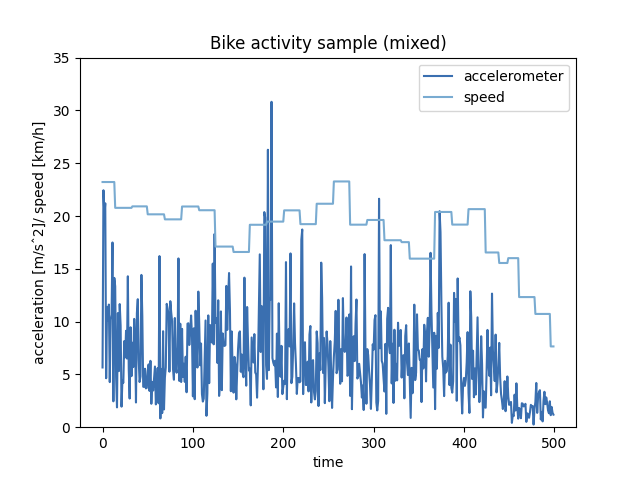 Bike activity sample (mixed)
accelerometer
speed
35
30
25
20
15
10
5
0
acceleration [m/s^2]/ speed [km/h]
0
100
200
300
400
500
time